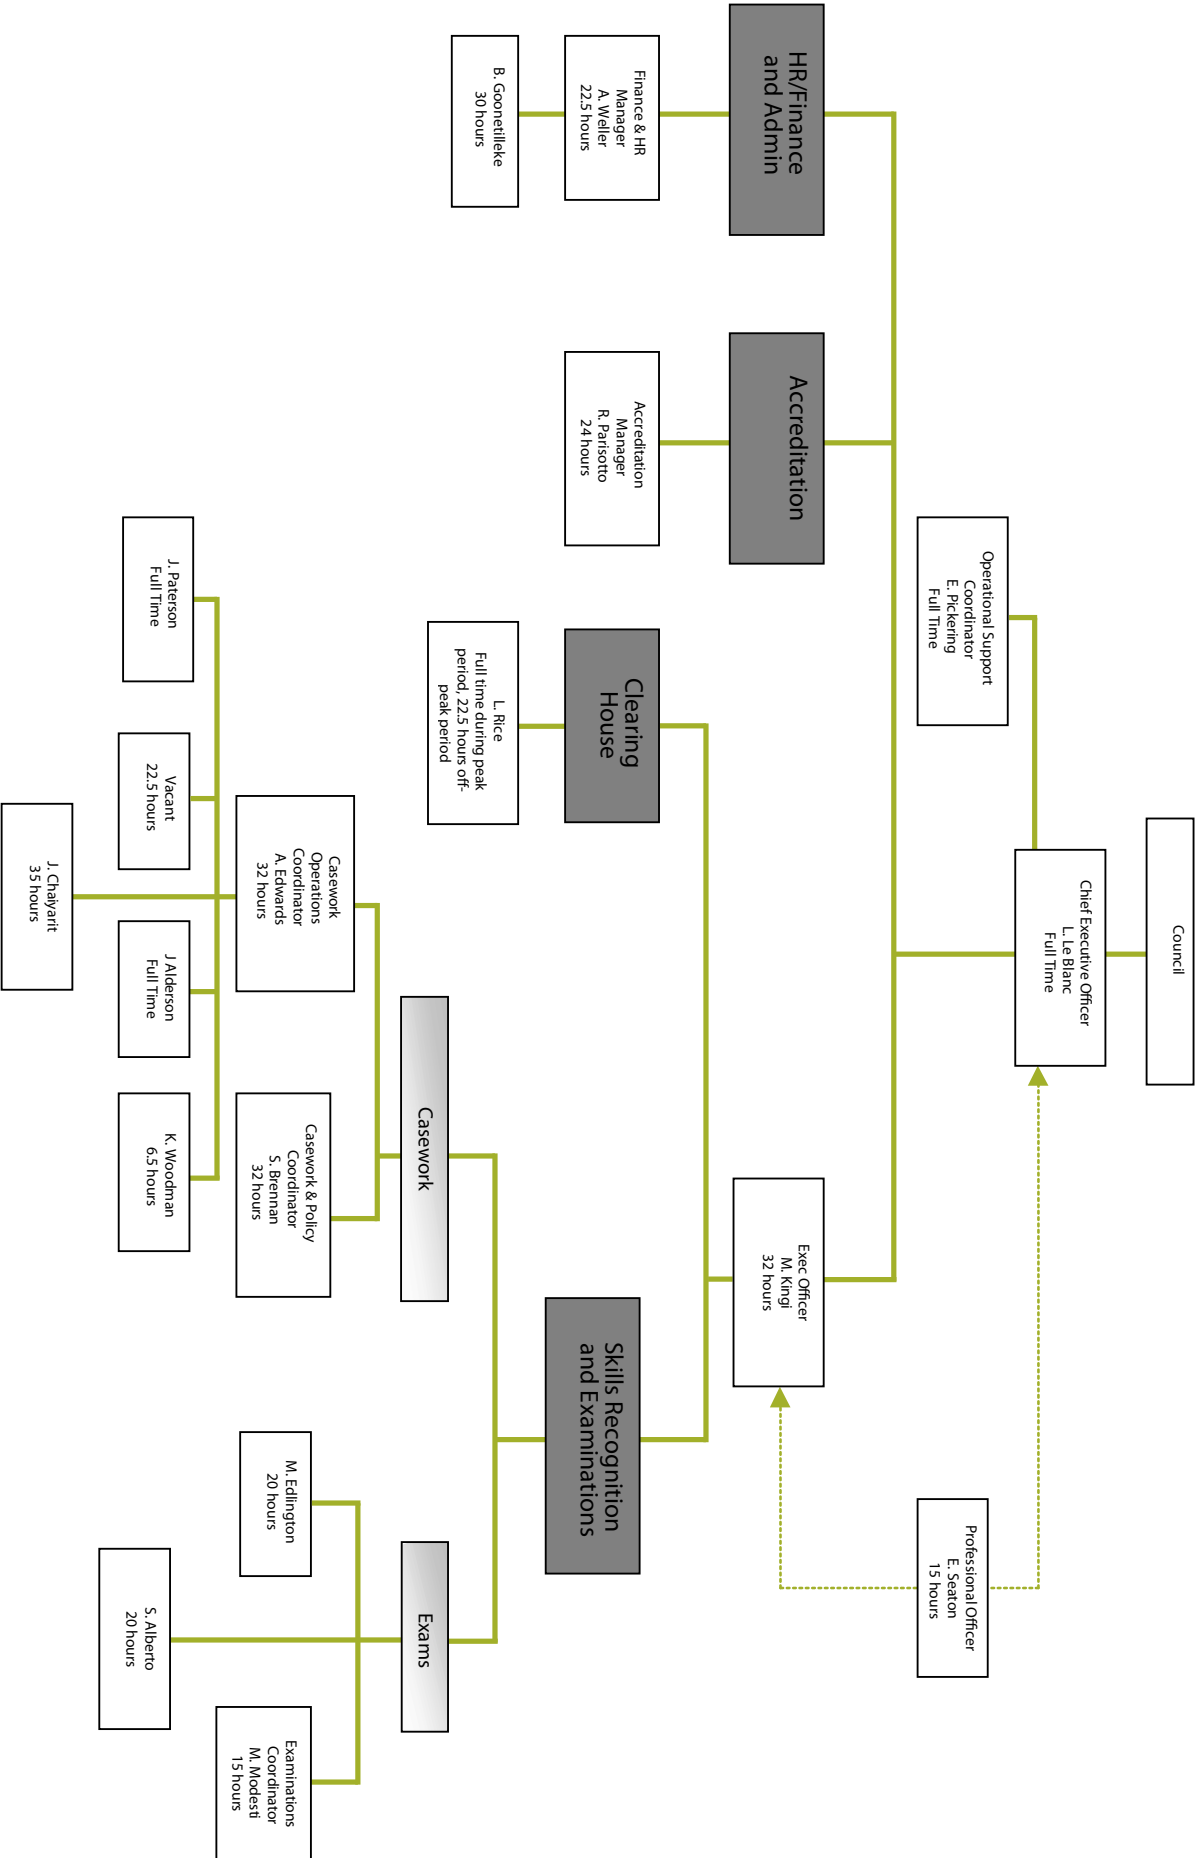 Council
Chief Executive Officer
L. Le Blanc
Full Time
Operational Support
Coordinator
E. Pickering
Full Time
Professional Officer
E. Seaton
15 hours
HR/Finance
and Admin
Accreditation
Exec Officer
M. Kingi
32 hours
Finance & HR
Manager
A. Weller
22.5 hours
Accreditation
Manager
R. Parisotto
24 hours
Clearing
House
Skills Recognition
and Examinations
B. Goonetilleke
30 hours
L. Rice
Full time during peak
period, 22.5 hours off-
peak period
Casework
Exams
Casework
Operations
Coordinator
A. Edwards
32 hours
Casework & Policy
Coordinator
S. Brennan
32 hours
M. Edlington
20 hours
Examinations
Coordinator
M. Modesti
15 hours
J. Paterson
Full Time
Vacant
22.5 hours
J Alderson
Full Time
K. Woodman
6.5 hours
S. Alberto
20 hours
J. Chaiyarit
35 hours